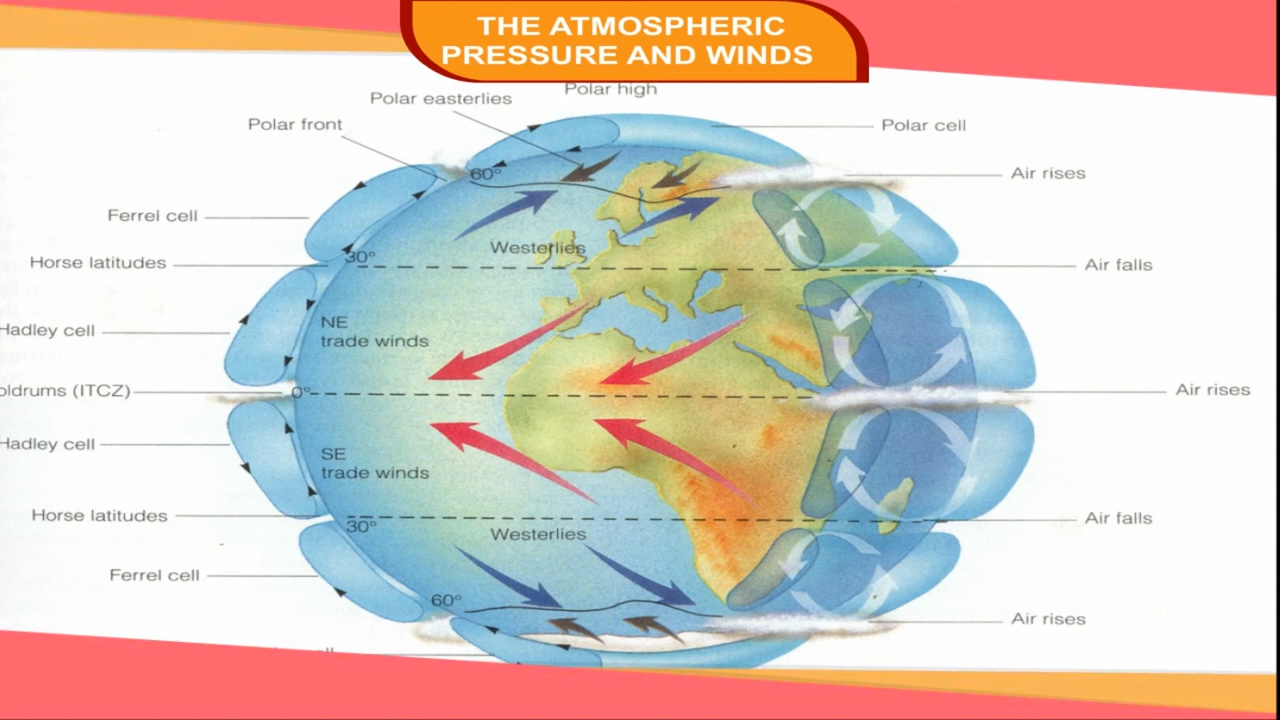 THE ATMOSPHERIC
PRESSURE AND WINDS
Polar high
Polar easterlies
Polar front
Polar cell
60°
Air rises
Ferrel cell
Westerlies
30°
Horse latitudes
Air falls
NE
trade winds
Hadley cell
oldrums (ITCZ)
0°
Air rises
Hadley cell
SE
trade winds
Horse latitudes
30°
Air falls
Westerlies
Ferrel cell
60°
Air rises